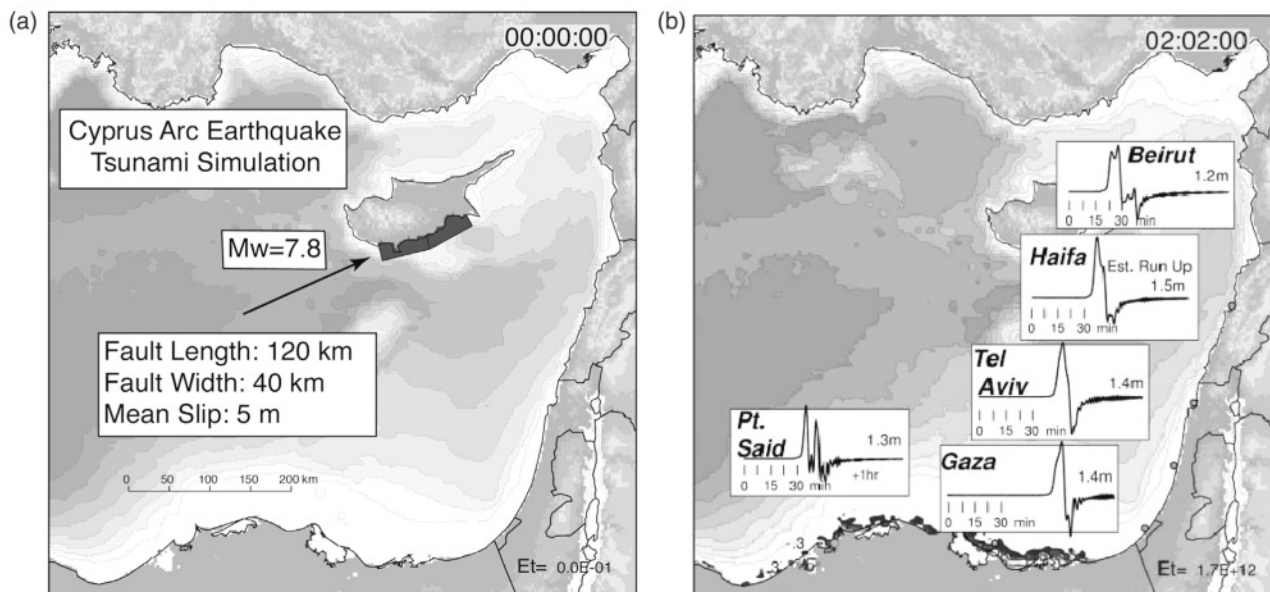 (a)
00:00:00
Cyprus Arc Earthquake
Tsunami Simulation
Mw=7.8
Fault Length: 120 km
Fault Width: 40 km
Mean Slip: 5 m
0 50 100 150 200 km
Et= 0.0E-01
(b)
02:02:00
Beirut
1.2m
0 15 30 min
Haifa
Est. Run Up
1.5m
0 15 30 min
Tel
Aviv
1.4m
0 15 30 min
Pt.
Said
1.3m
0 15 30 min
+1hr
Gaza
1.4m
0 15 30 min
-.3
.3
Et= 1.7E+12